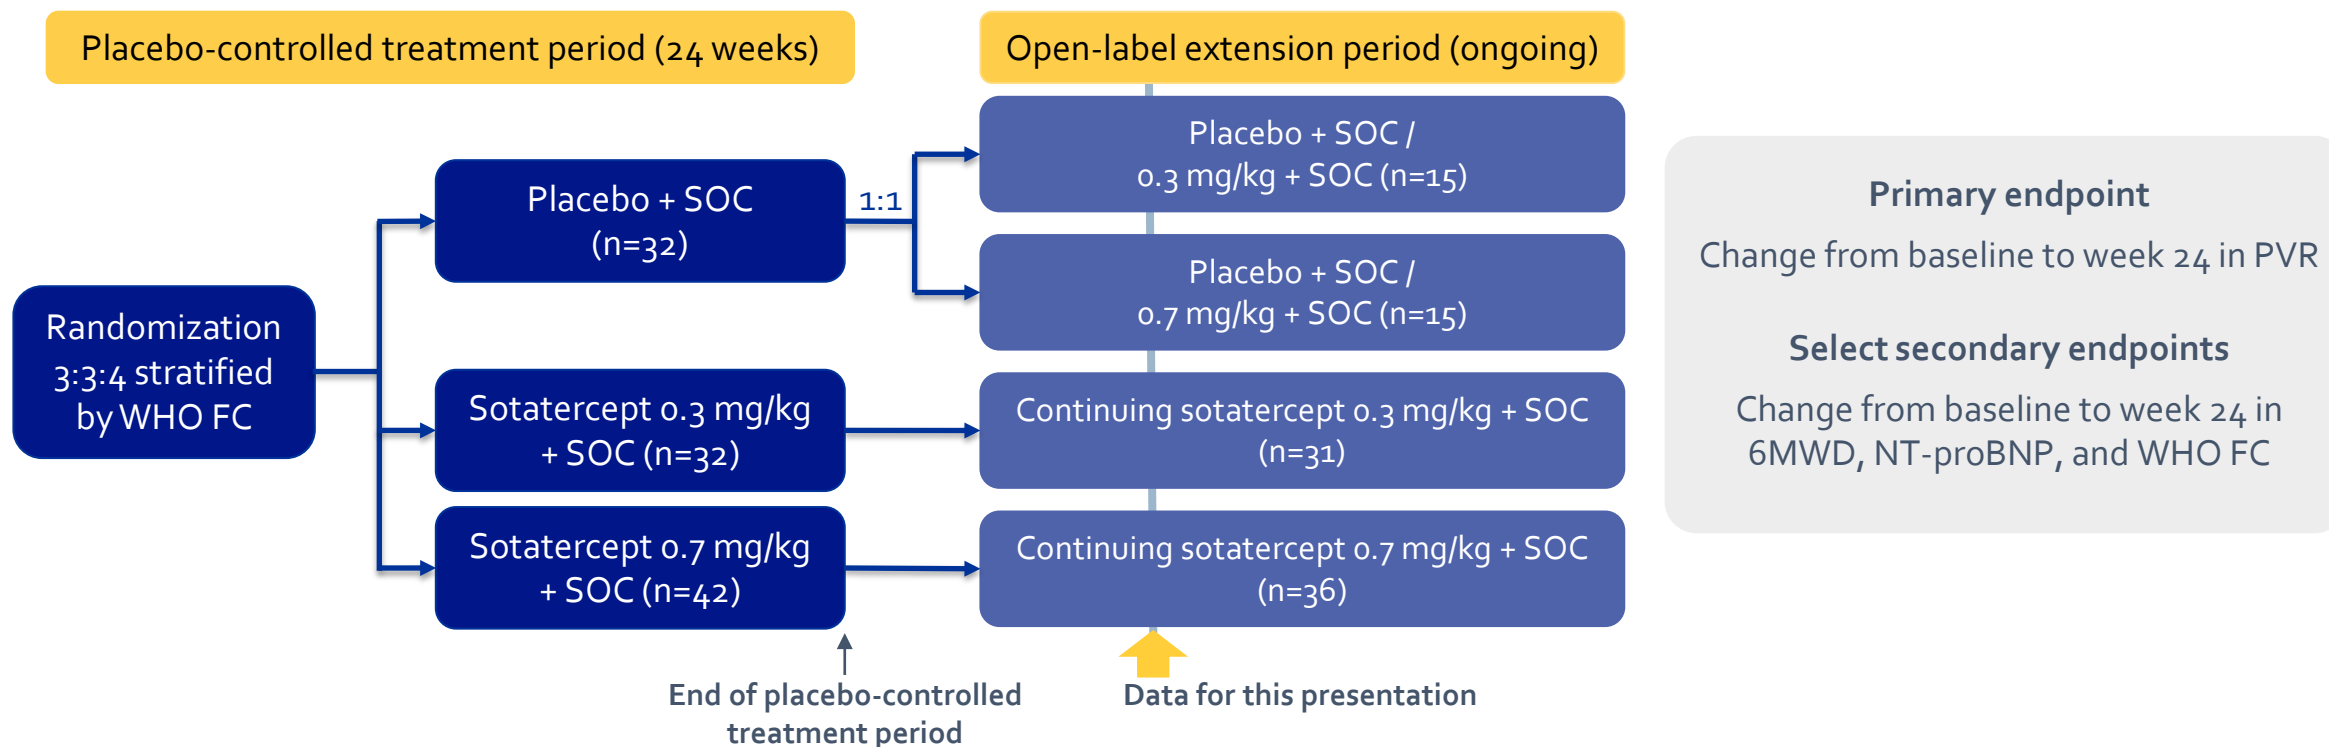 Placebo-controlled treatment period (24 weeks)
Open-label extension period (ongoing)
Randomization
3:3:4 stratified
by WHO FC
Placebo + SOC
(n=32)
1:1
Sotatercept 0.3 mg/kg
+ SOC (n=32)
Sotatercept 0.7 mg/kg
+ SOC (n=42)
Placebo + SOC /
0.3 mg/kg + SOC (n=15)
Placebo + SOC /
0.7 mg/kg + SOC (n=15)
Continuing sotatercept 0.3 mg/kg + SOC
(n=31)
Continuing sotatercept 0.7 mg/kg + SOC
(n=36)
End of placebo-controlled
treatment period
Data for this presentation
Primary endpoint
Change from baseline to week 24 in PVR
Select secondary endpoints
Change from baseline to week 24 in
6MWD, NT-proBNP, and WHO FC